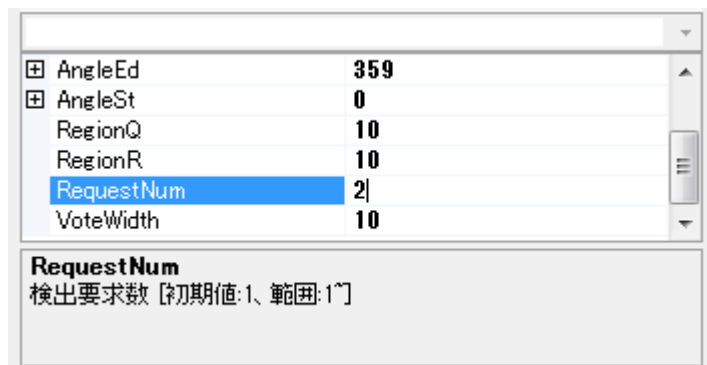 AngleEd 359
AngleSt 0
RegionQ 10
RegionR 10
RequestNum 2
VoteWidth 10
RequestNum
検出要求数 [初期値:1、範囲:1~]